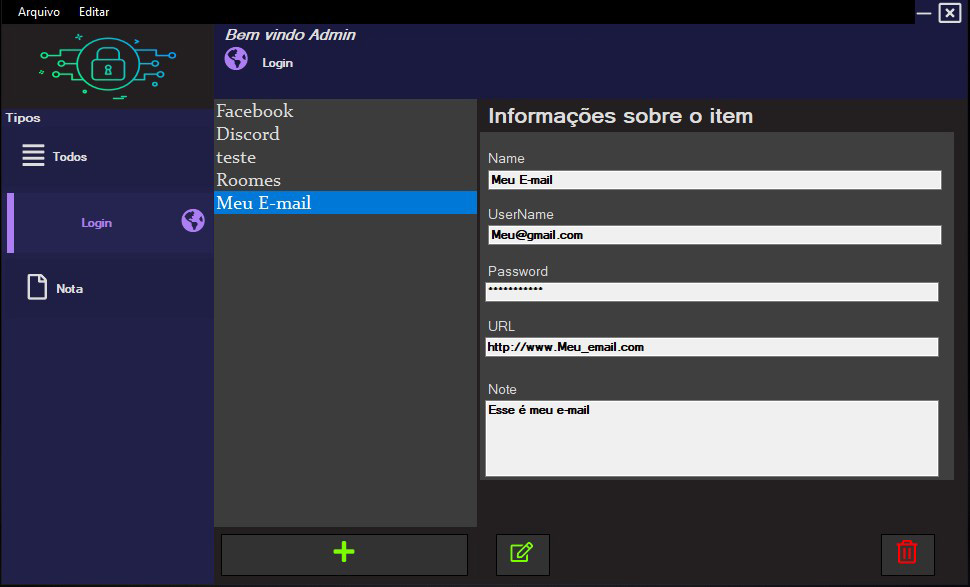 Arquivo Editar
Bem vindo Admin
Login
Tipos
Todos
Login
Nota
Facebook
Discord
teste
Roomes
Meu E-mail
Informações sobre o item
Name
Meu E-mail
UserName
Meu@gmail.com
Password
***********
URL
http://www.Meu_email.com
Note
Esse é meu e-mail